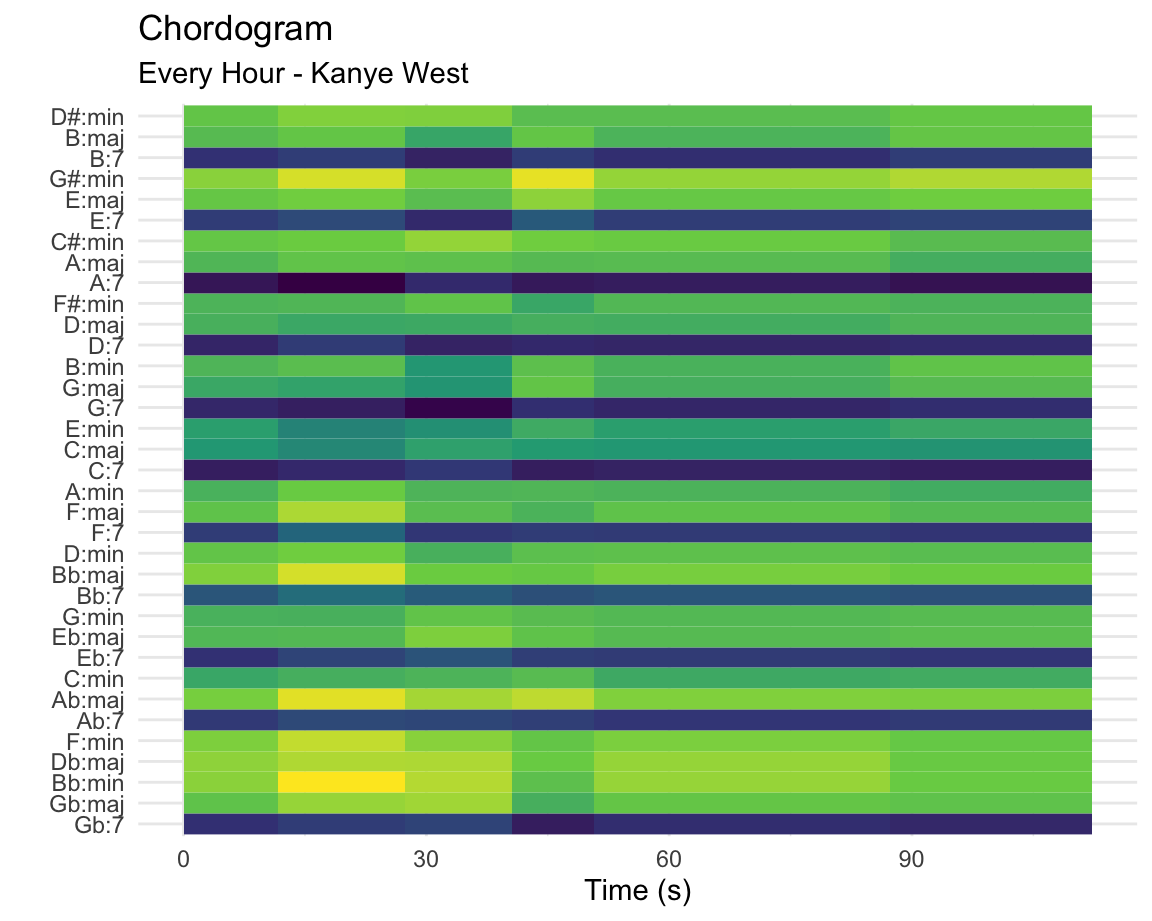 Chordogram
Every Hour - Kanye West
D#:min
B:maj
B:7
G#:min
E:maj
E:7
C#:min
A:maj
A:7
F#:min
D:maj
D:7
B:min
G:maj
G:7
E:min
C:maj
C:7
A:min
F:maj
F:7
D:min
Bb:maj
Bb:7
G:min
Eb:maj
Eb:7
C:min
Ab:maj
Ab:7
F:min
Db:maj
Bb:min
Gb:maj
Gb:7
0 30 60 90
Time (s)